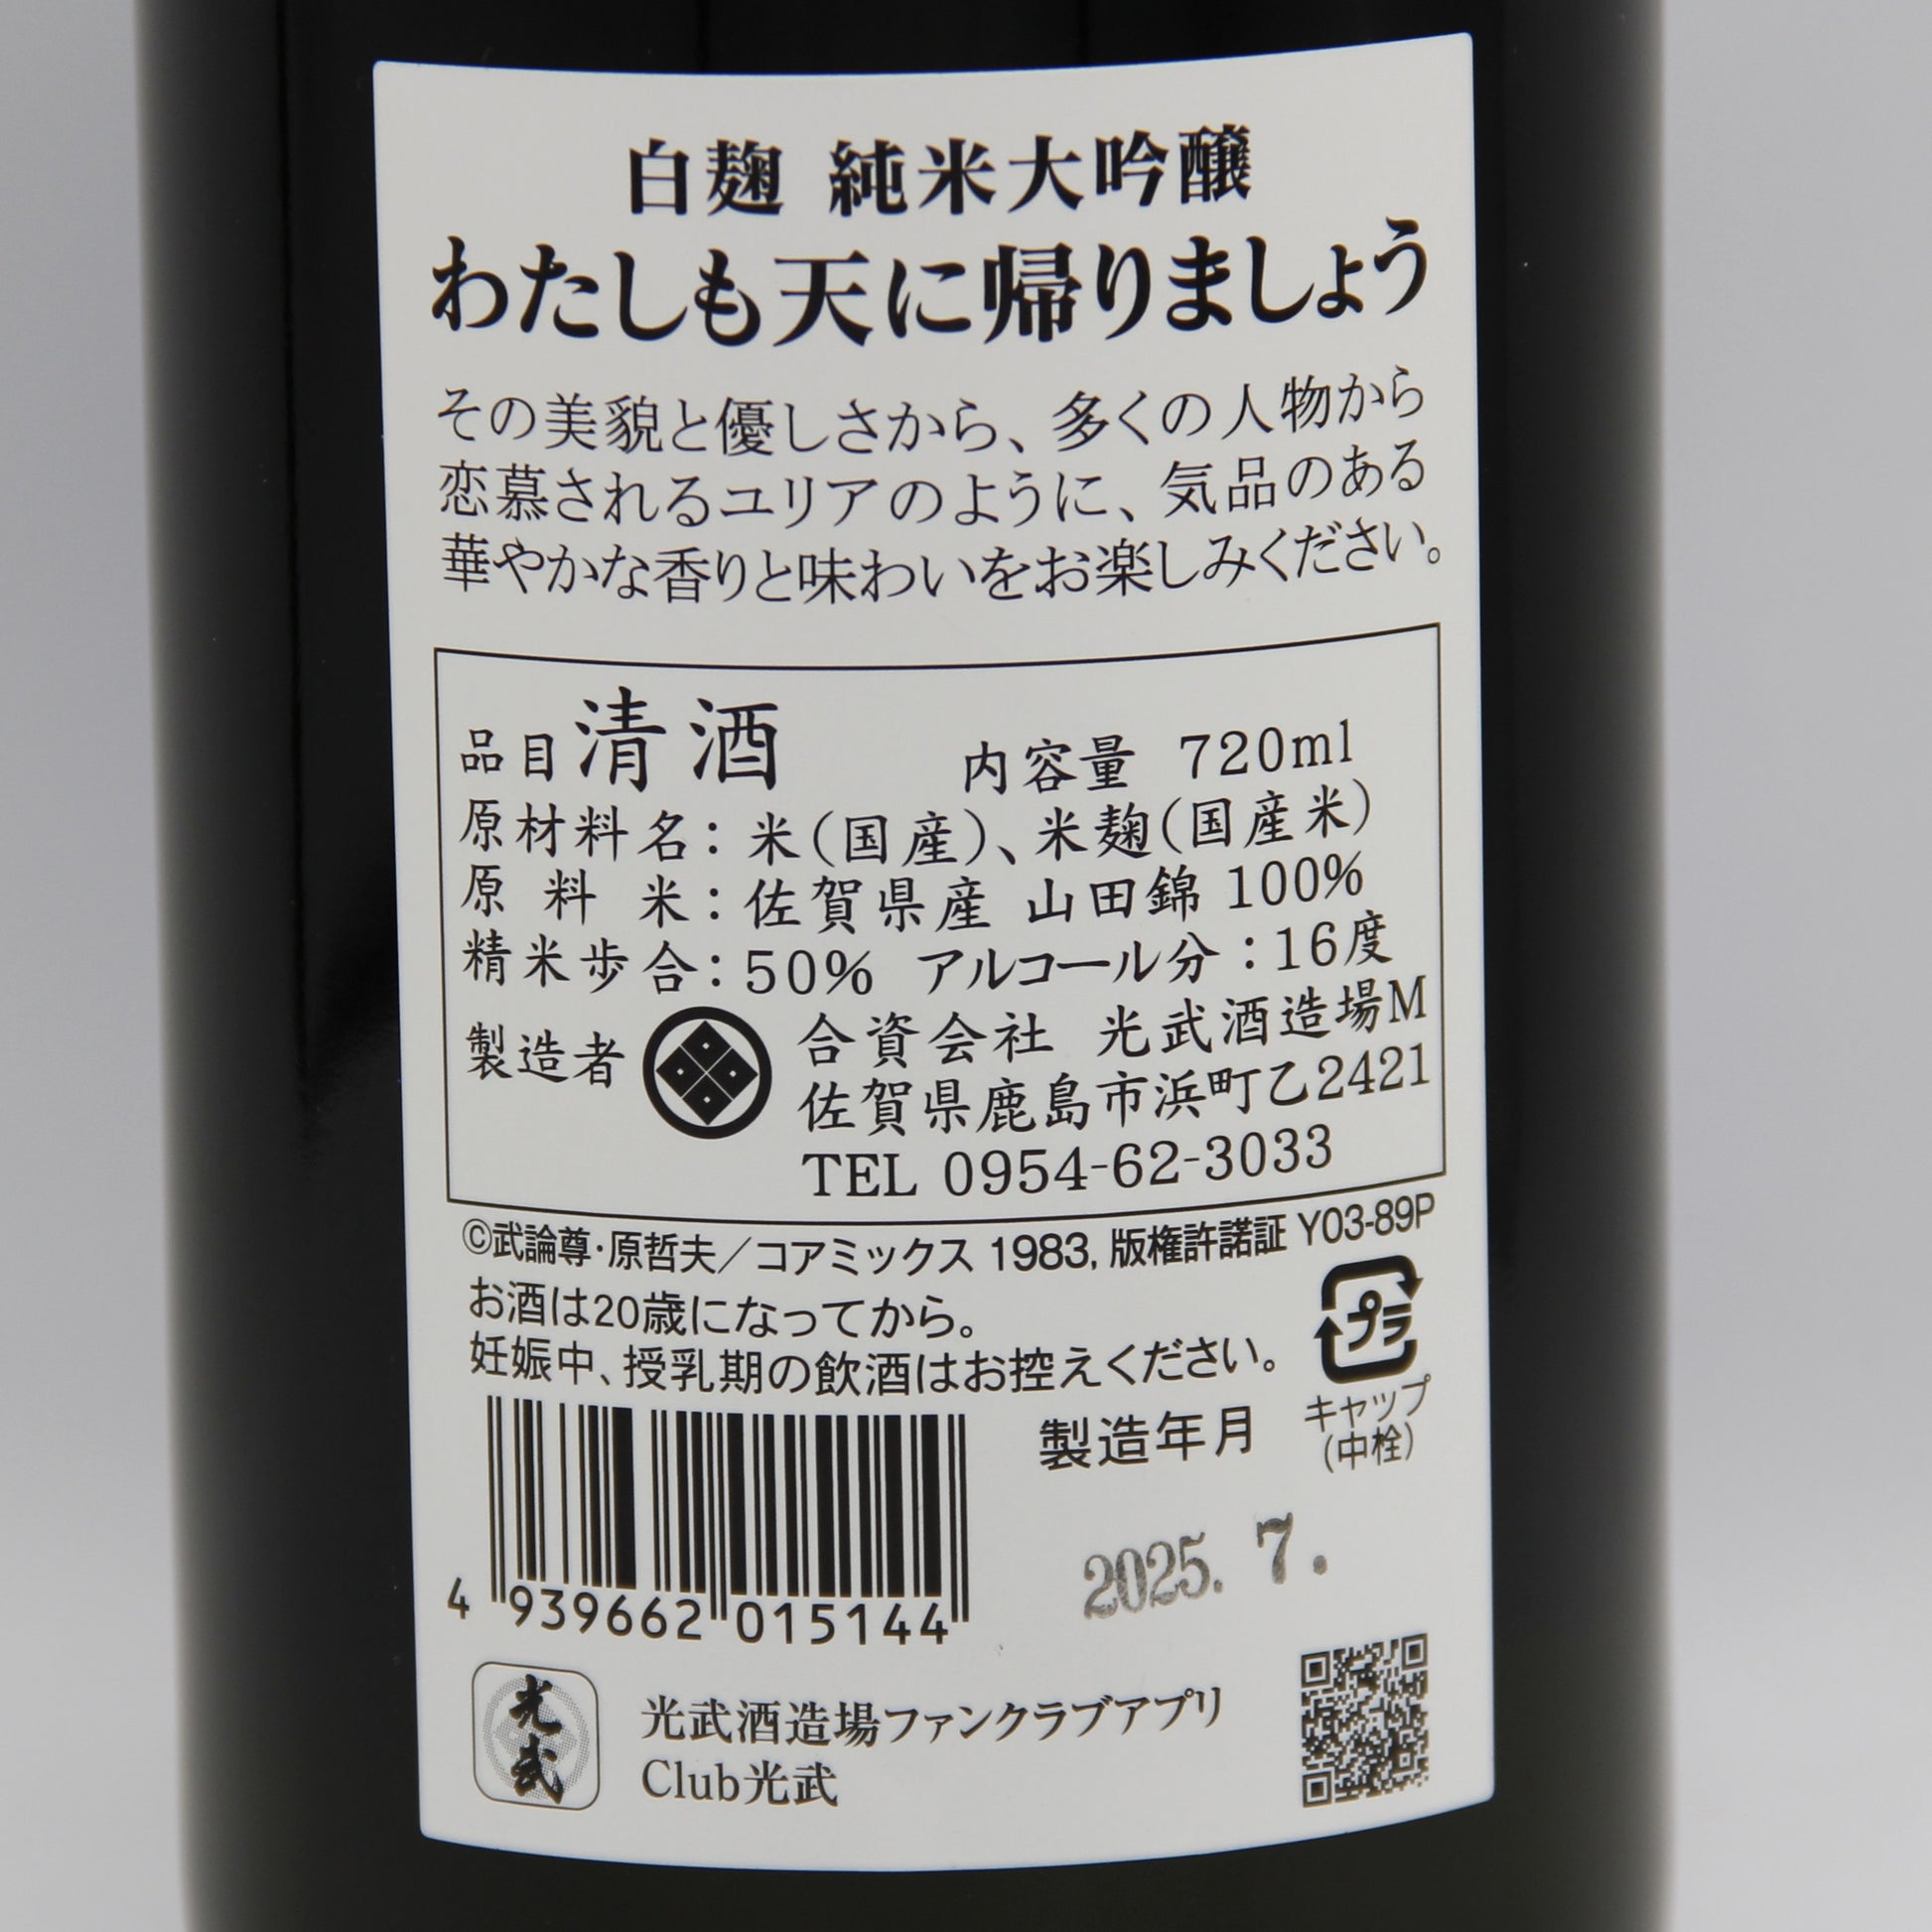 白麹 純米大吟醸
わたしも天に帰りましょう
その美貌と優しさから、多くの人物から
恋慕されるユリアのように、気品のある
華やかな香りと味わいをお楽しみください。
品目 清酒 内容量 720ml
原材料名：米（国産）、米麹（国産米）
原料米：佐賀県産 山田錦 100%
精米歩合：50% アルコール分：16度
製造者 合資会社 光武酒造場M
佐賀県鹿島市浜町乙2421
TEL 0954-62-3033
©武論尊・原哲夫／コアミックス 1983, 版権許諾証 Y03-89P
お酒は20歳になってから。
妊娠中、授乳期の飲酒はお控えください。
プラ
キャップ
（中栓）
製造年月
2025. 7.
4 939662 015144
光武
光武酒造場ファンクラブアプリ
Club光武